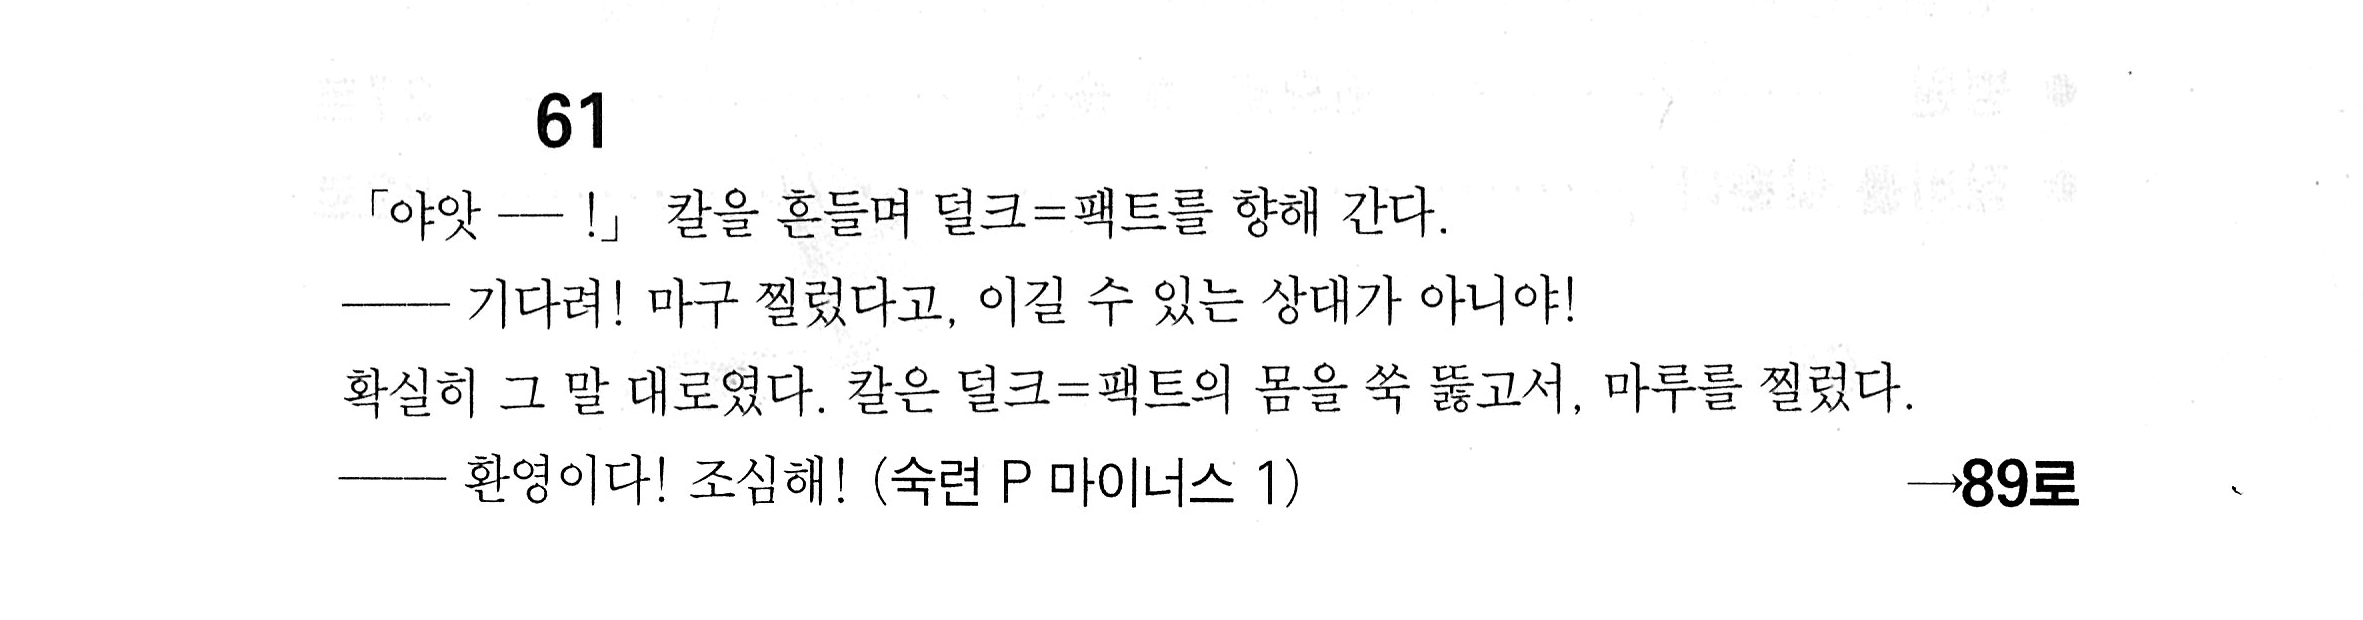 61
「야앗 ── !」 칼을 흔들며 덜크=팩트를 향해 간다.
── 기다려! 마구 찔렀다고, 이길 수 있는 상대가 아니야!
확실히 그 말 대로였다. 칼은 덜크=팩트의 몸을 쑥 뚫고서, 마루를 찔렀다.
── 환영이다! 조심해! (숙련 P 마이너스 1) →89로